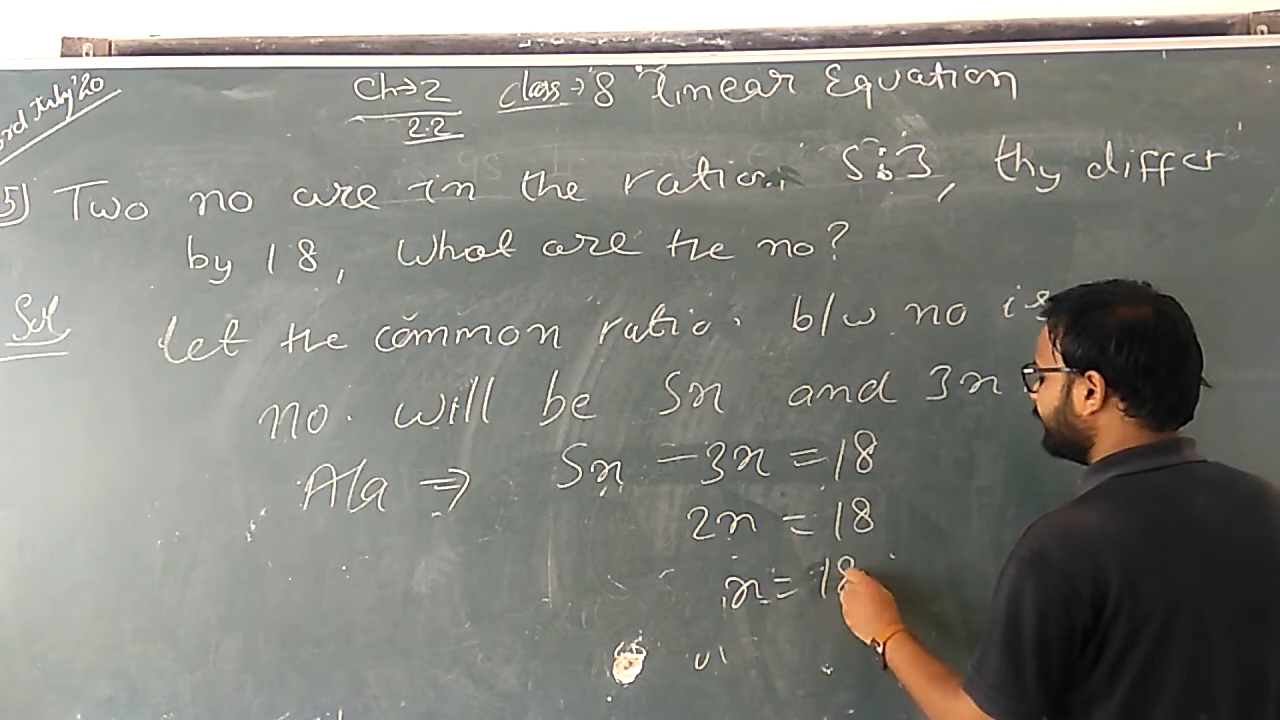 3rd July '20
Ch→2 class→8 linear Equation
2.2
5) Two no are in the ratio. 5:3, thy differ
by 18, What are the no?
Sol let the common ratio. b/w no is
no. will be 5x and 3x
A/q ⇒ 5x - 3x = 18
2x = 18
x = 18